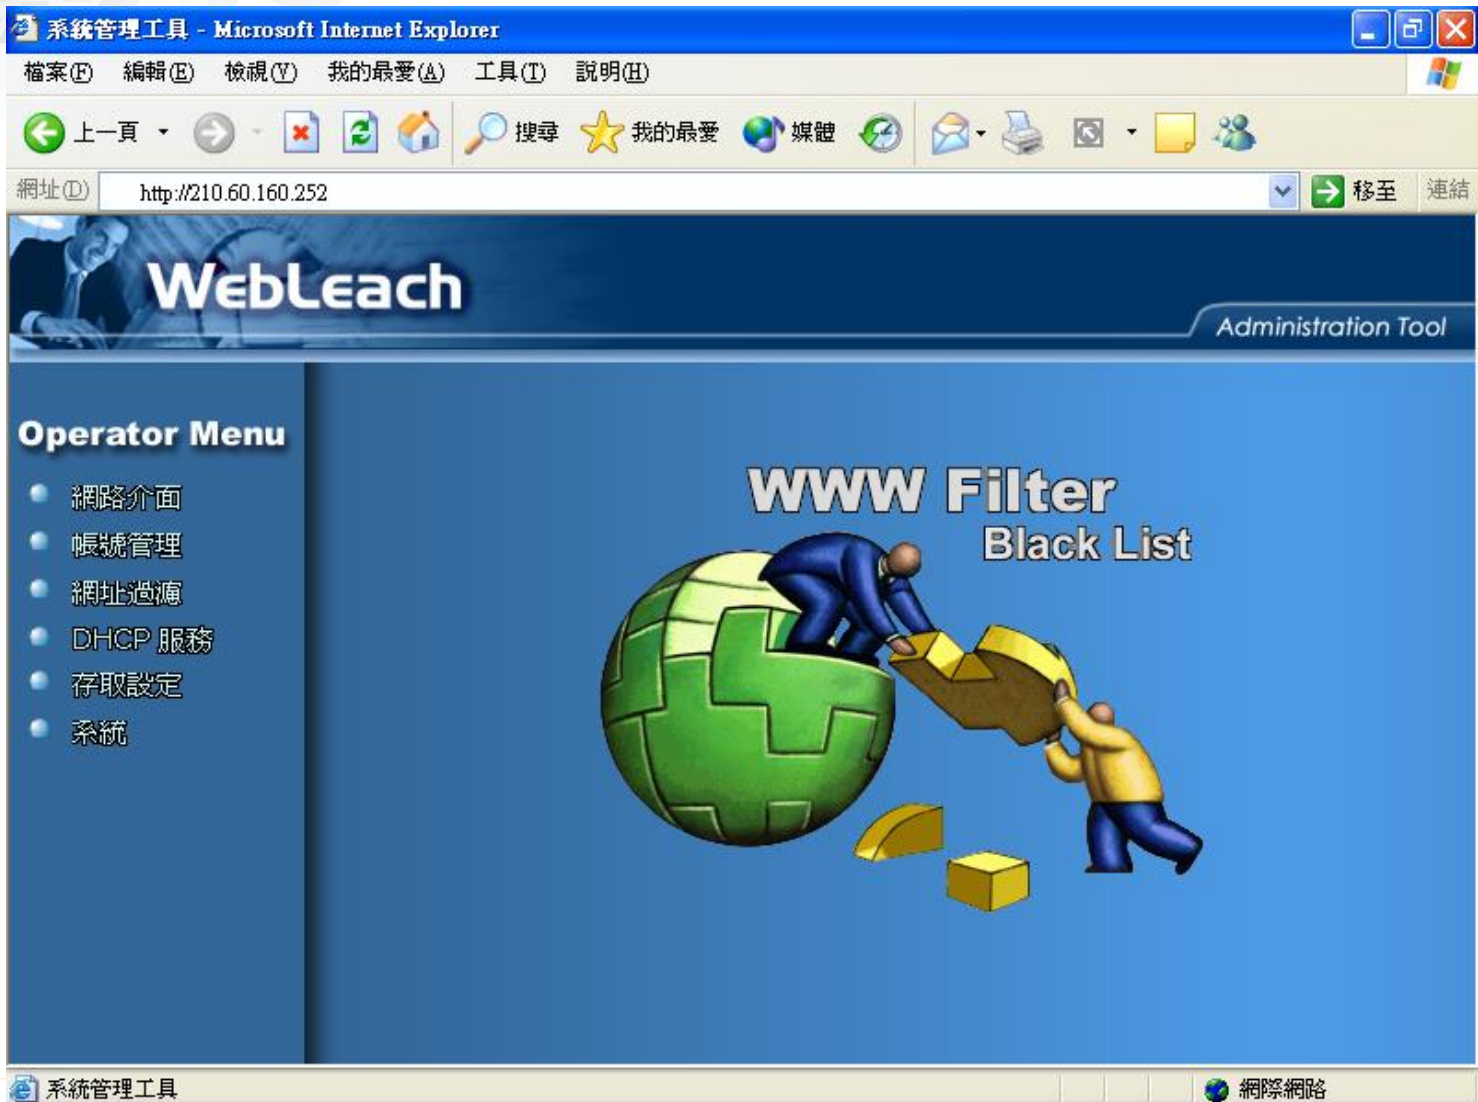 系統管理工具 - Microsoft Internet Explorer
檔案(F) 編輯(E) 檢視(V) 我的最愛(A) 工具(T) 說明(H)
上一頁 搜尋 我的最愛 媒體
網址(D) http://210.60.160.252 移至 連結
WebLeach
Administration Tool
Operator Menu
網路介面
帳號管理
網址過濾
DHCP 服務
存取設定
系統
WWW Filter
Black List
系統管理工具 網際網路